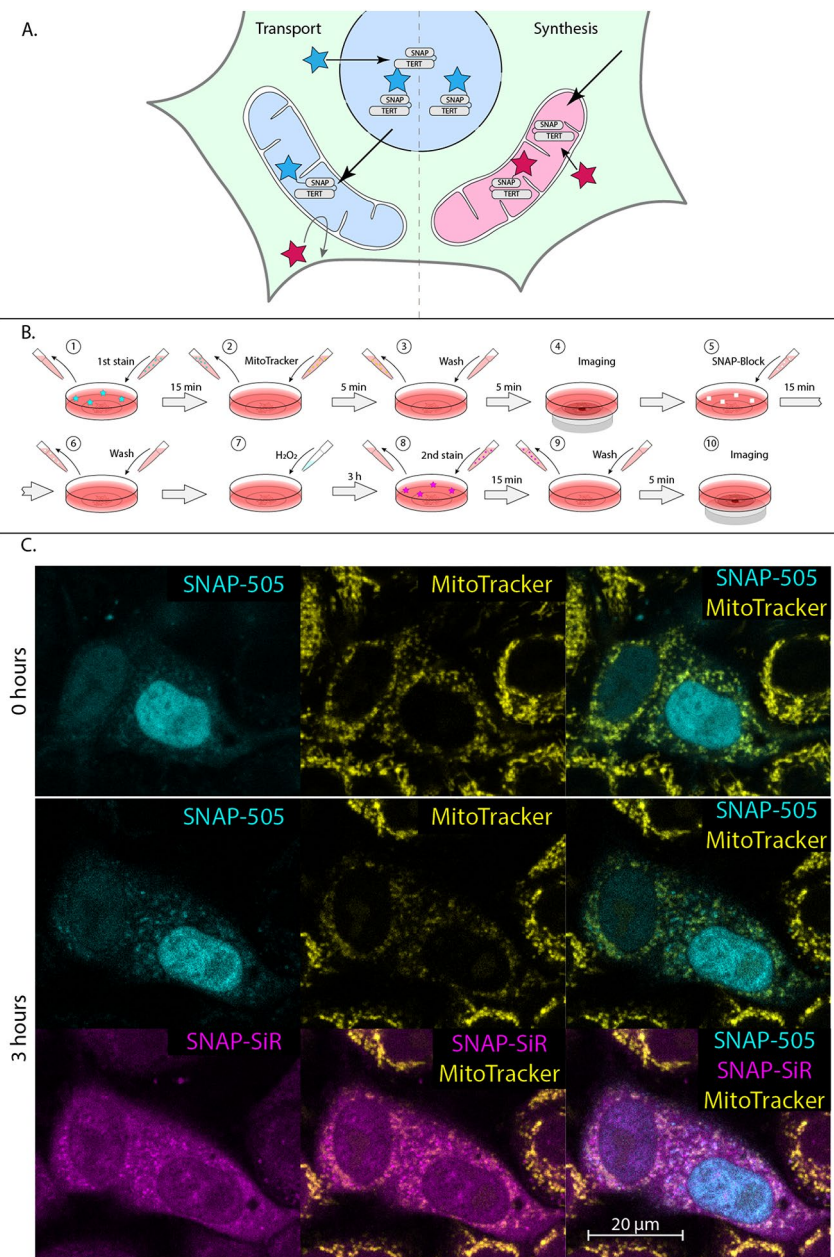 A.
Transport
Synthesis
SNAP
TERT
SNAP
TERT
SNAP
TERT
SNAP
TERT
SNAP
TERT
SNAP
TERT
B.
1
1st stain
15 min
2
MitoTracker
5 min
3
Wash
5 min
4
Imaging
5
SNAP-Block
15 min
6
Wash
7
H₂O₂
3 h
8
2nd stain
15 min
9
Wash
5 min
10
Imaging
C.
0 hours
SNAP-505
MitoTracker
SNAP-505
MitoTracker
3 hours
SNAP-505
MitoTracker
SNAP-505
MitoTracker
SNAP-SiR
SNAP-SiR
MitoTracker
SNAP-505
SNAP-SiR
MitoTracker
20 µm